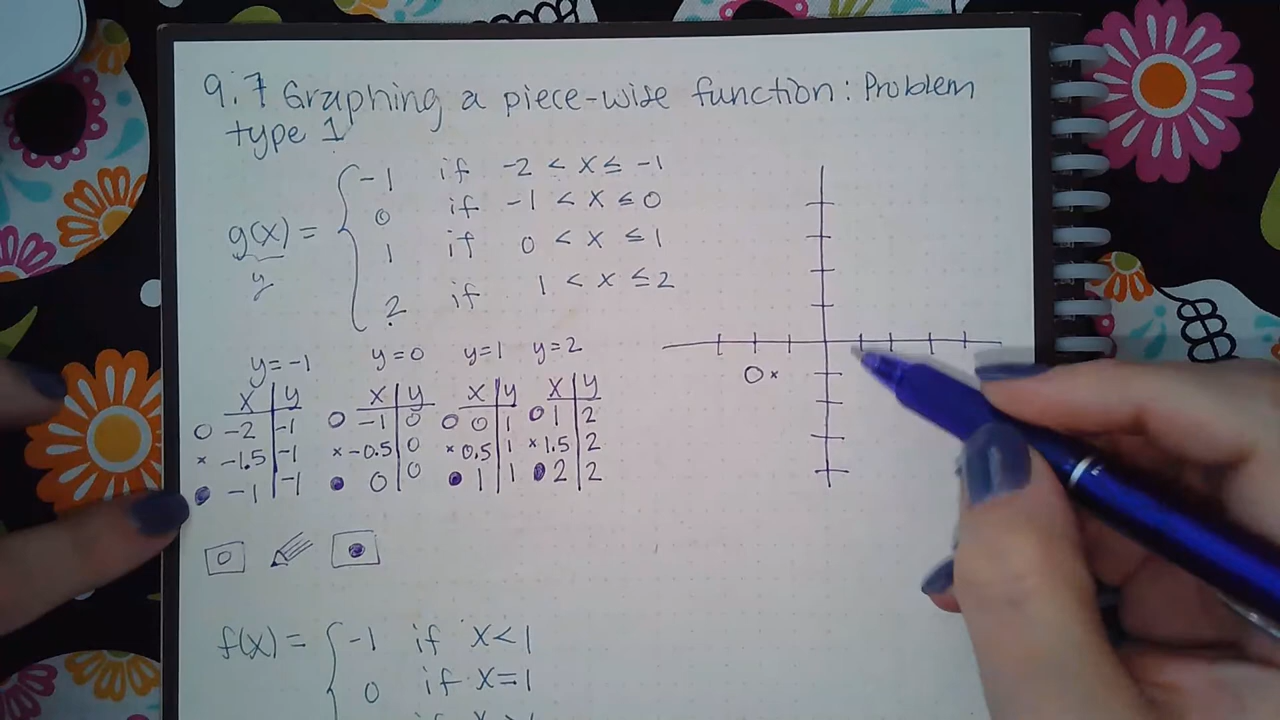 9.7 Graphing a piece-wise function: Problem
type 1
g(x) = { -1 if -2 < x ≤ -1
0 if -1 < x ≤ 0
1 if 0 < x ≤ 1
2 if 1 < x ≤ 2
y
y=-1 y=0 y=1 y=2
x | y x | y x | y x | y
○ -2 | -1 ○ -1 | 0 ○ 0 | 1 ○ 1 | 2
× -1.5 | -1 × -0.5 | 0 × 0.5 | 1 × 1.5 | 2
● -1 | -1 ● 0 | 0 ● 1 | 1 ● 2 | 2
f(x) = { -1 if x<1
0 if x=1